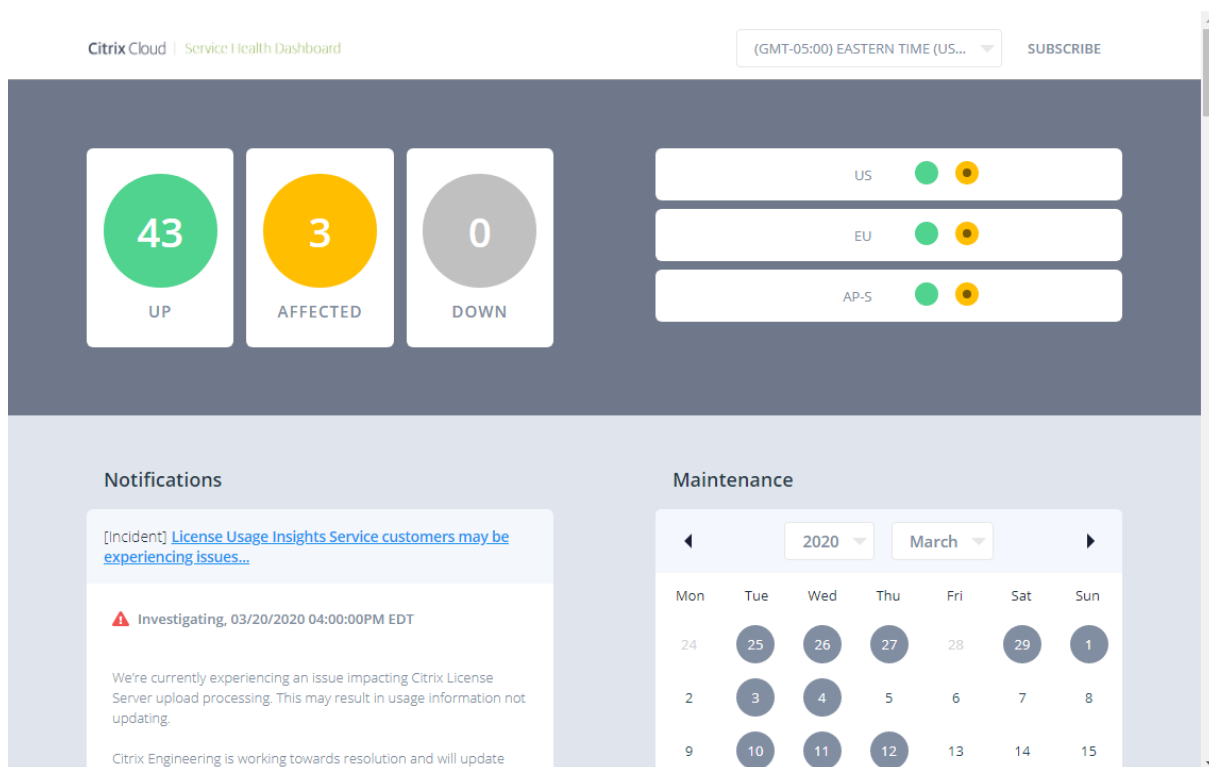 Citrix Cloud | Service Health Dashboard
(GMT-05:00) EASTERN TIME (US...
SUBSCRIBE
43
UP
3
AFFECTED
0
DOWN
US
EU
AP-S
Notifications
[Incident] License Usage Insights Service customers may be
experiencing issues...
Investigating, 03/20/2020 04:00:00PM EDT
We're currently experiencing an issue impacting Citrix License
Server upload processing. This may result in usage information not
updating.
Citrix Engineering is working towards resolution and will update
Maintenance
2020 March
Mon Tue Wed Thu Fri Sat Sun
24 25 26 27 28 29 1
2 3 4 5 6 7 8
9 10 11 12 13 14 15